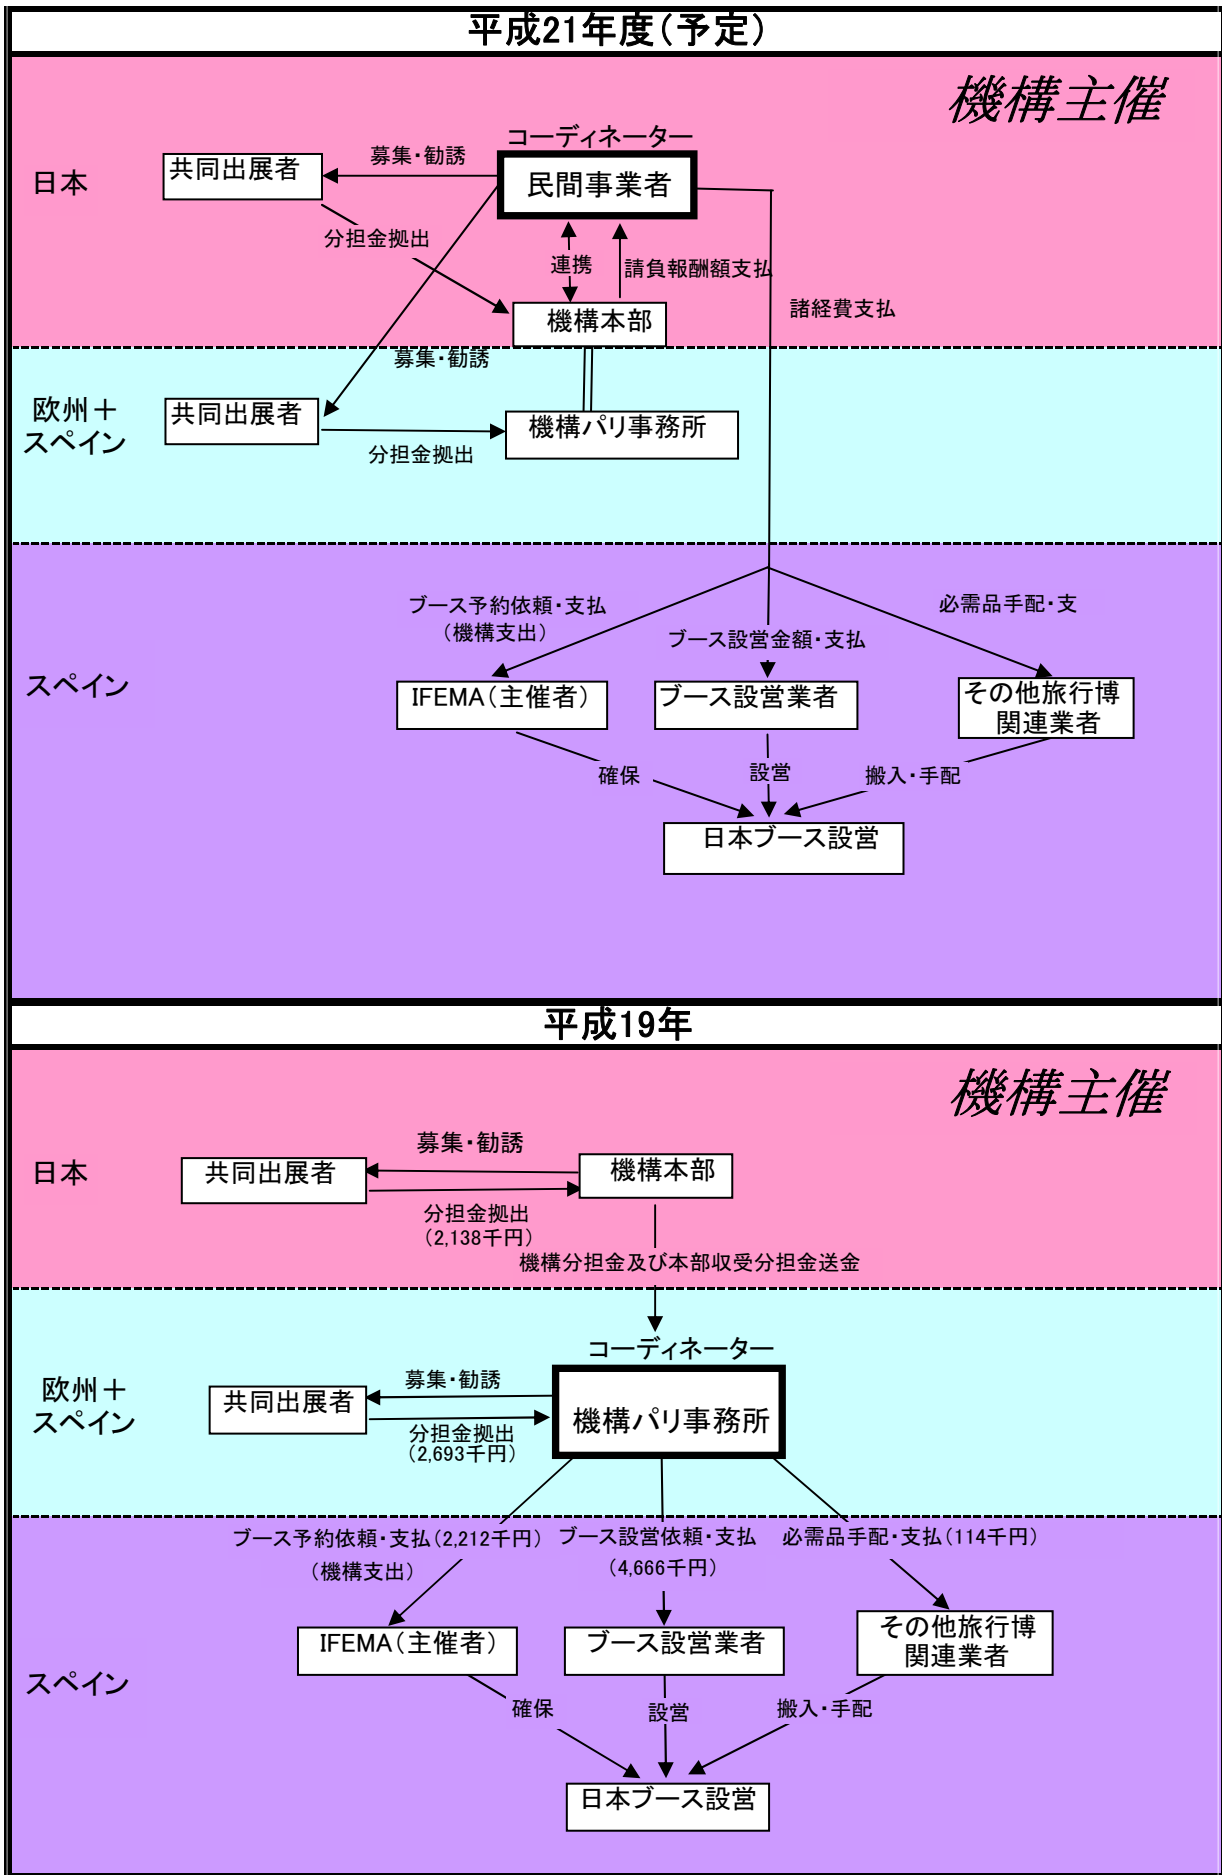 平成21年度(予定)
機構主催
コーディネーター
日本
共同出展者
募集・勧誘
民間事業者
分担金拠出
連携
請負報酬額支払
機構本部
諸経費支払
募集・勧誘
欧州＋
スペイン
共同出展者
機構パリ事務所
分担金拠出
ブース予約依頼・支払
（機構支出）
必需品手配・支
ブース設営金額・支払
スペイン
IFEMA（主催者）
ブース設営業者
その他旅行博
関連業者
確保
設営
搬入・手配
日本ブース設営
平成19年
機構主催
募集・勧誘
日本
共同出展者
機構本部
分担金拠出
（2,138千円）
機構分担金及び本部収受分担金送金
コーディネーター
欧州＋
スペイン
共同出展者
募集・勧誘
機構パリ事務所
分担金拠出
（2,693千円）
ブース予約依頼・支払（2,212千円）
（機構支出）
ブース設営依頼・支払
（4,666千円）
必需品手配・支払（114千円）
スペイン
IFEMA（主催者）
ブース設営業者
その他旅行博
関連業者
確保
設営
搬入・手配
日本ブース設営